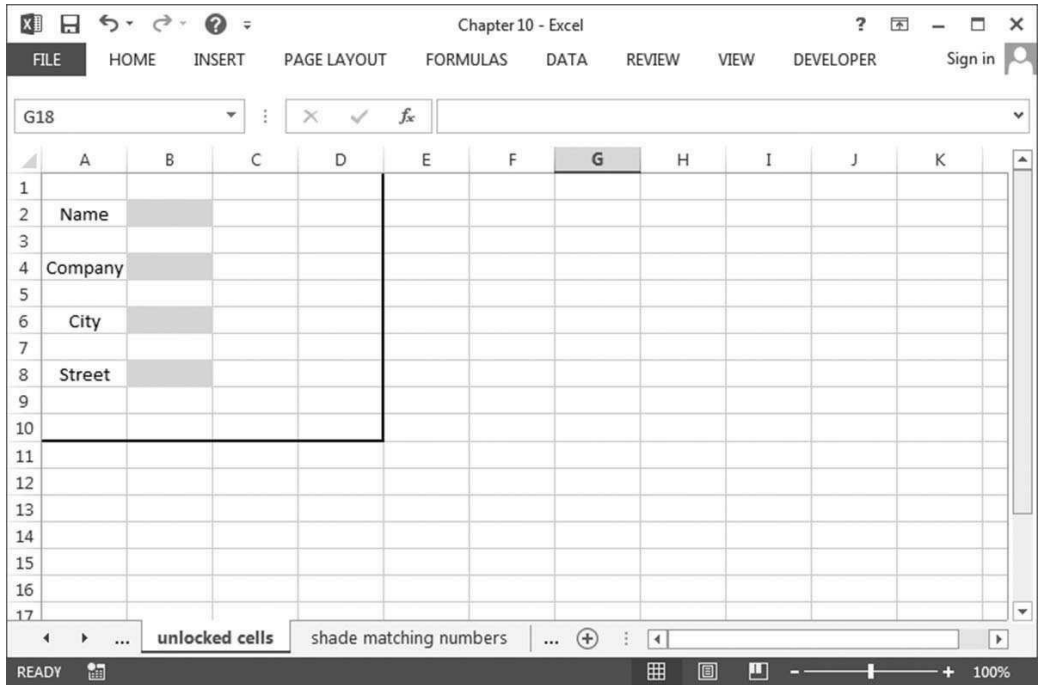 Chapter 10 - Excel ?
FILE HOME INSERT PAGE LAYOUT FORMULAS DATA REVIEW VIEW DEVELOPER Sign in
G18 fx
A B C D E F G H I J K
1
2 Name
3
4 Company
5
6 City
7
8 Street
9
10
11
12
13
14
15
16
17
... unlocked cells shade matching numbers ...
READY 100%